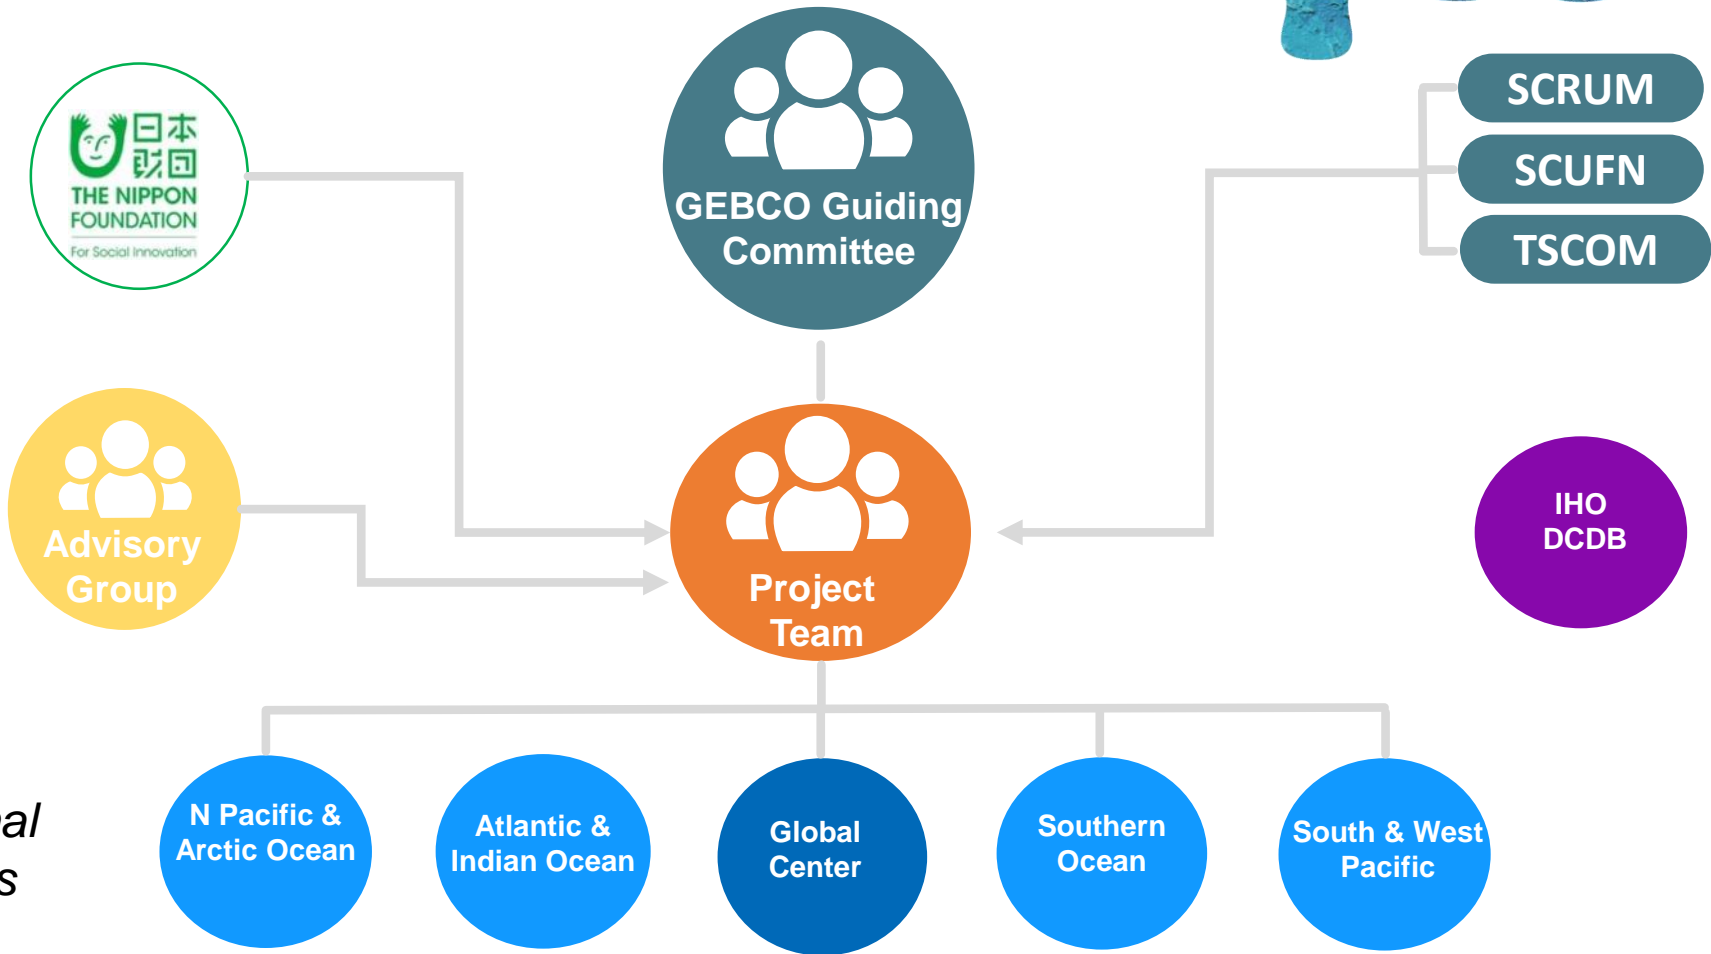 日本
財団
THE NIPPON
FOUNDATION
For Social Innovation
GEBCO Guiding
Committee
SCRUM
SCUFN
TSCOM
Advisory
Group
Project
Team
IHO
DCDB
N Pacific &
Arctic Ocean
Atlantic &
Indian Ocean
Global
Center
Southern
Ocean
South & West
Pacific